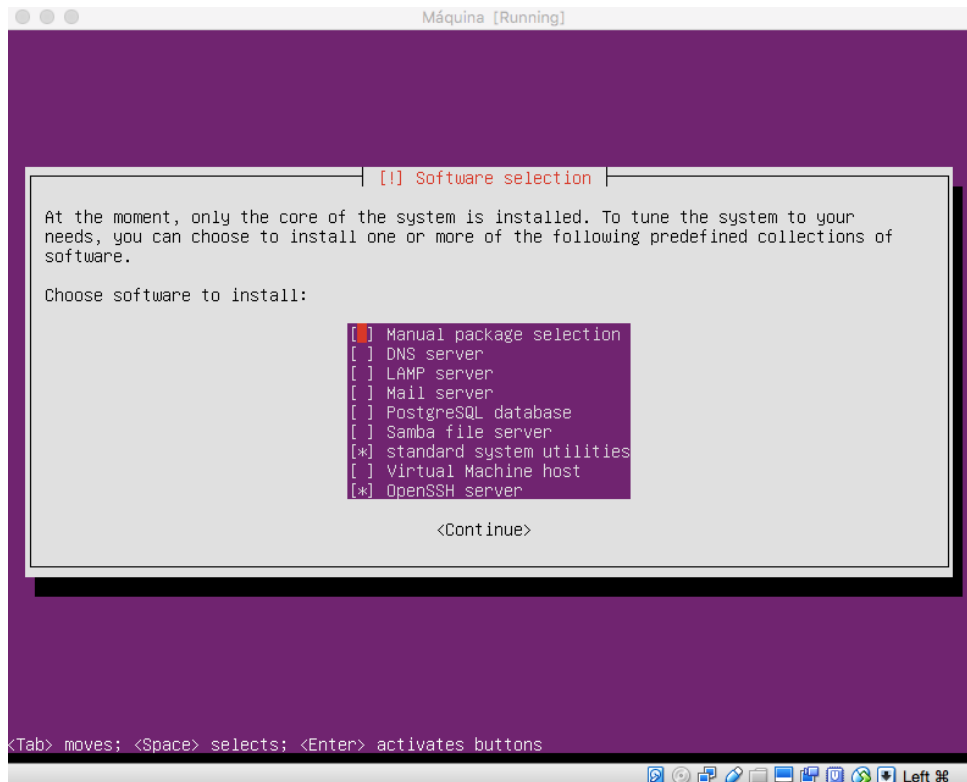 Máquina [Running]
[!] Software selection
At the moment, only the core of the system is installed. To tune the system to your
needs, you can choose to install one or more of the following predefined collections of
software.
Choose software to install:
[ ] Manual package selection
[ ] DNS server
[ ] LAMP server
[ ] Mail server
[ ] PostgreSQL database
[ ] Samba file server
[*] standard system utilities
[ ] Virtual Machine host
[*] OpenSSH server
<Continue>
<Tab> moves; <Space> selects; <Enter> activates buttons
Left ⌘